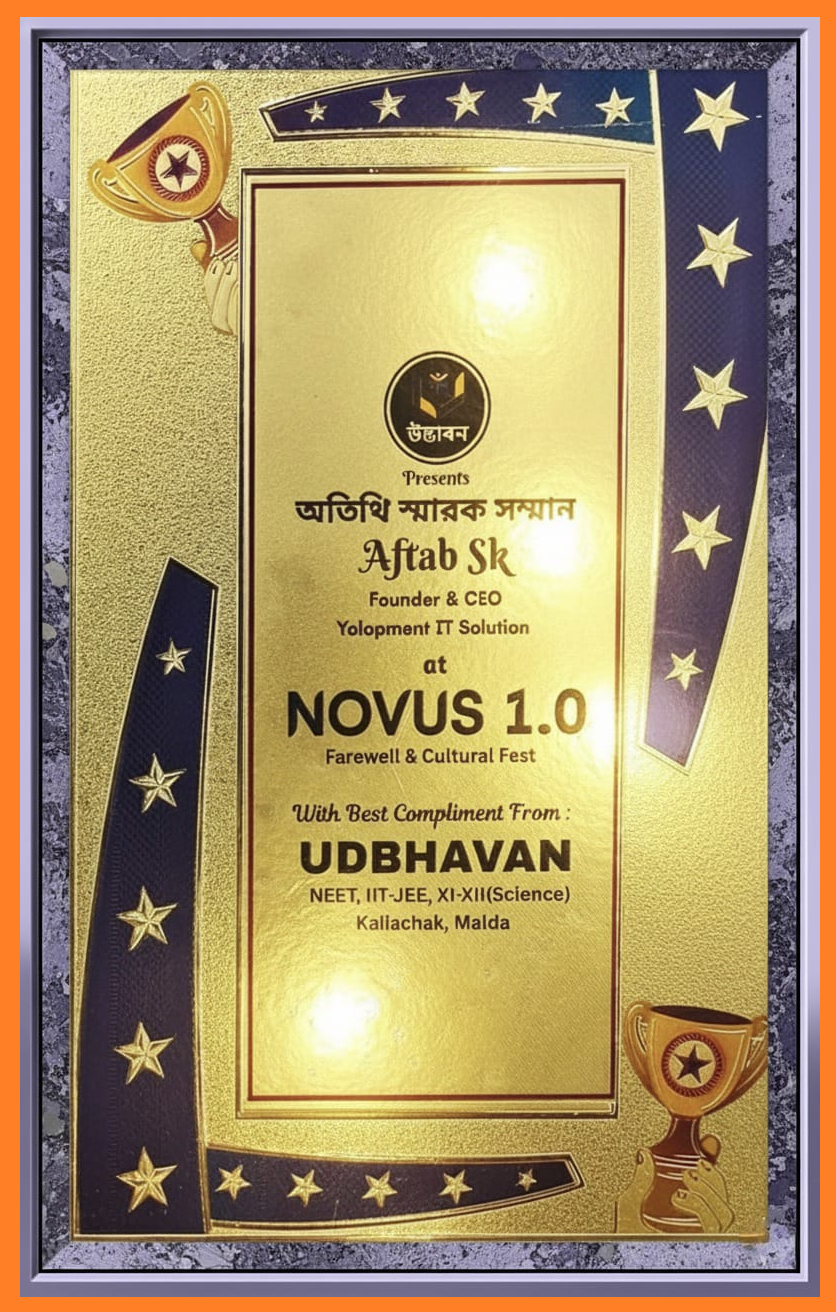 উদ্ভাবন
Presents
অতিথি স্মারক সম্মান
Aftab Sk
Founder & CEO
Yolopment IT Solution
at
NOVUS 1.0
Farewell & Cultural Fest
With Best Compliment From :
UDBHAVAN
NEET, IIT-JEE, XI-XII(Science)
Kaliachak, Malda